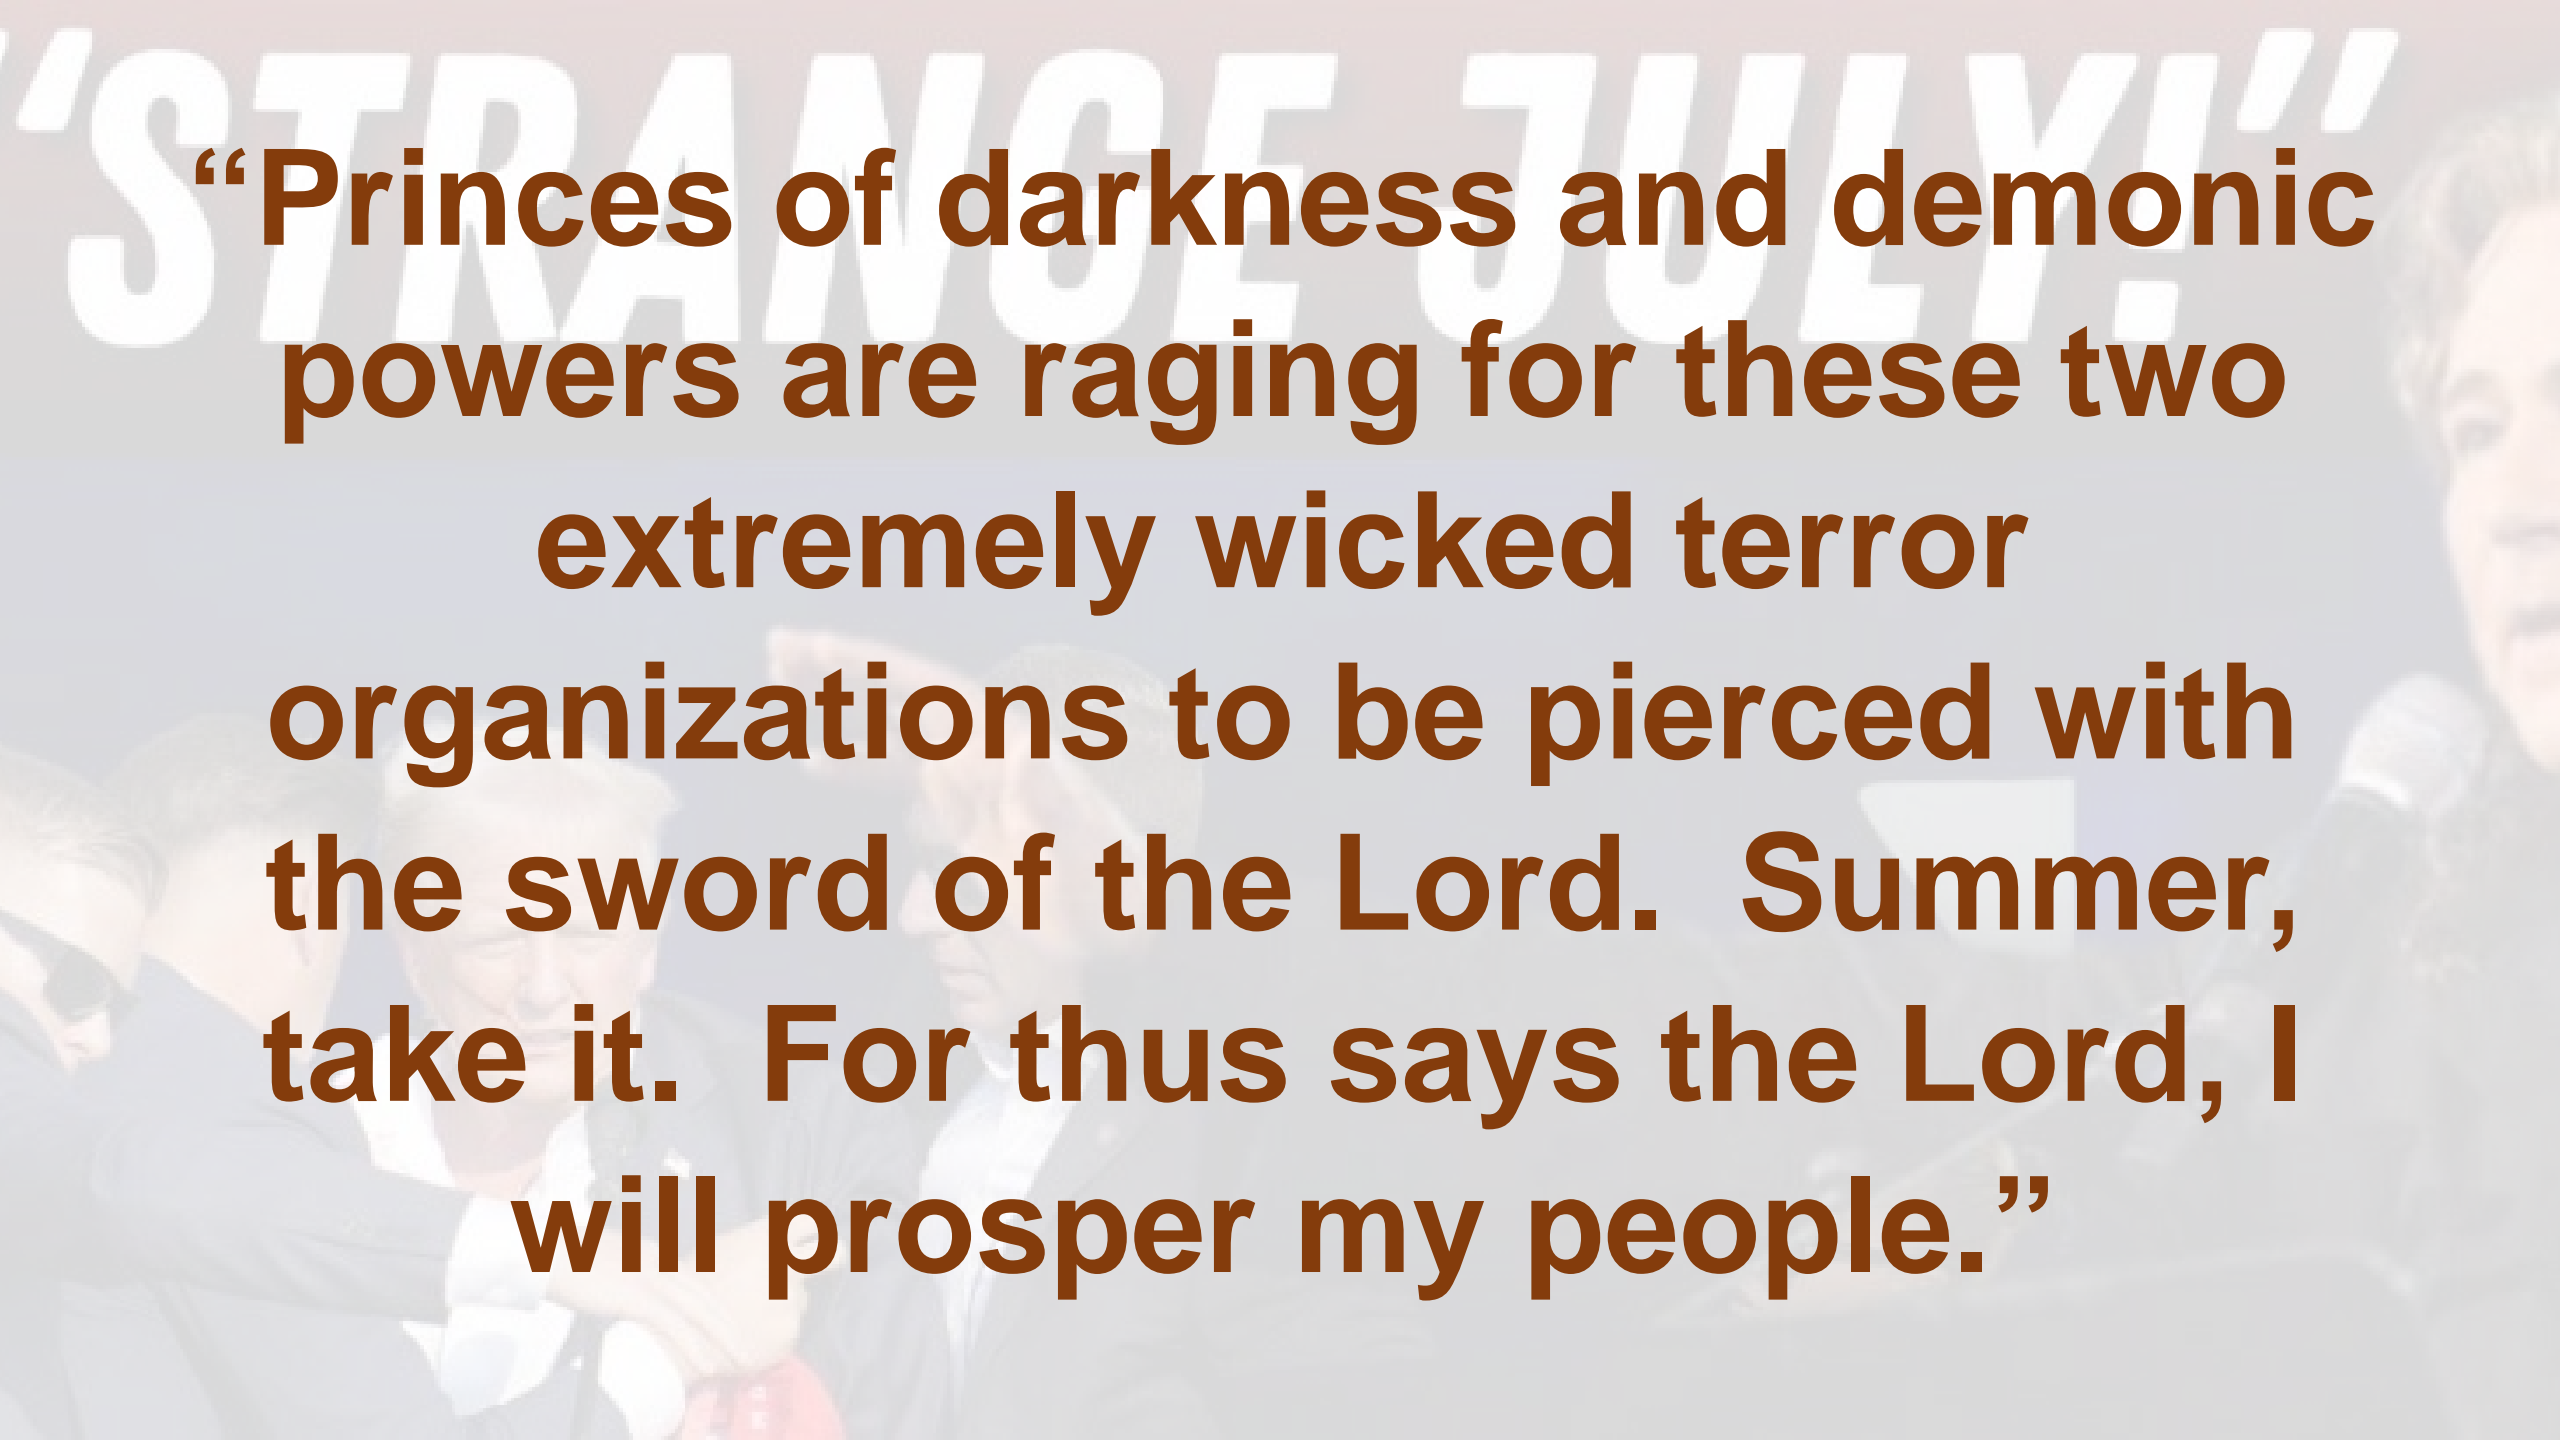 “STRANGE JULY!”
“Princes of darkness and demonic
powers are raging for these two
extremely wicked terror
organizations to be pierced with
the sword of the Lord.  Summer,
take it.  For thus says the Lord, I
will prosper my people.”